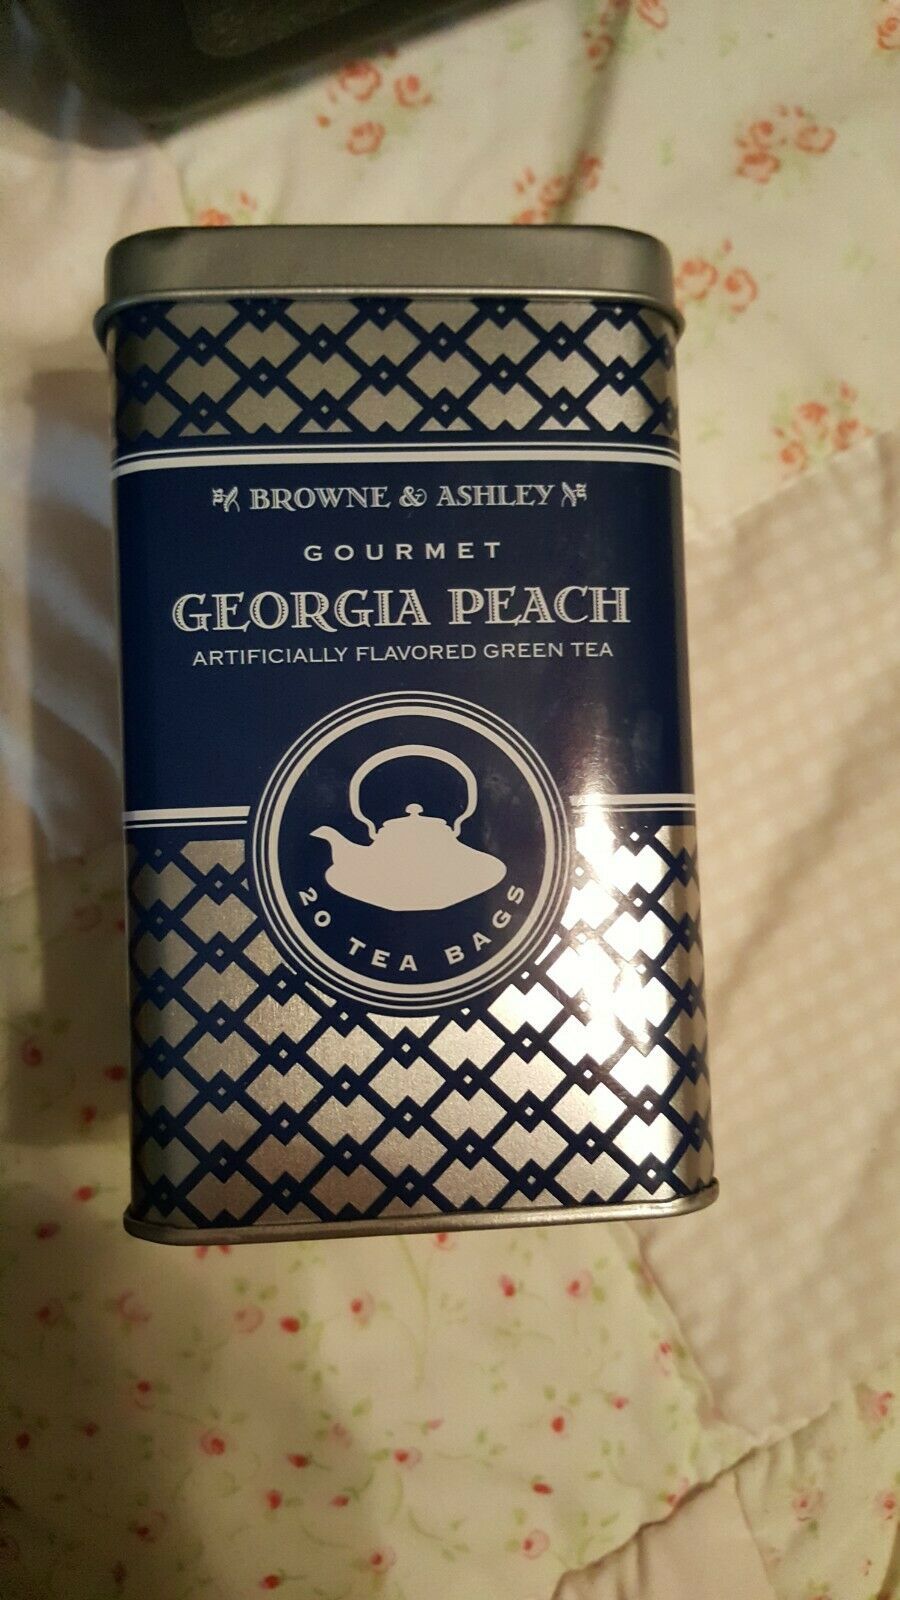 BROWNE & ASHLEY
GOURMET
GEORGIA PEACH
ARTIFICIALLY FLAVORED GREEN TEA
20 TEA BAGS